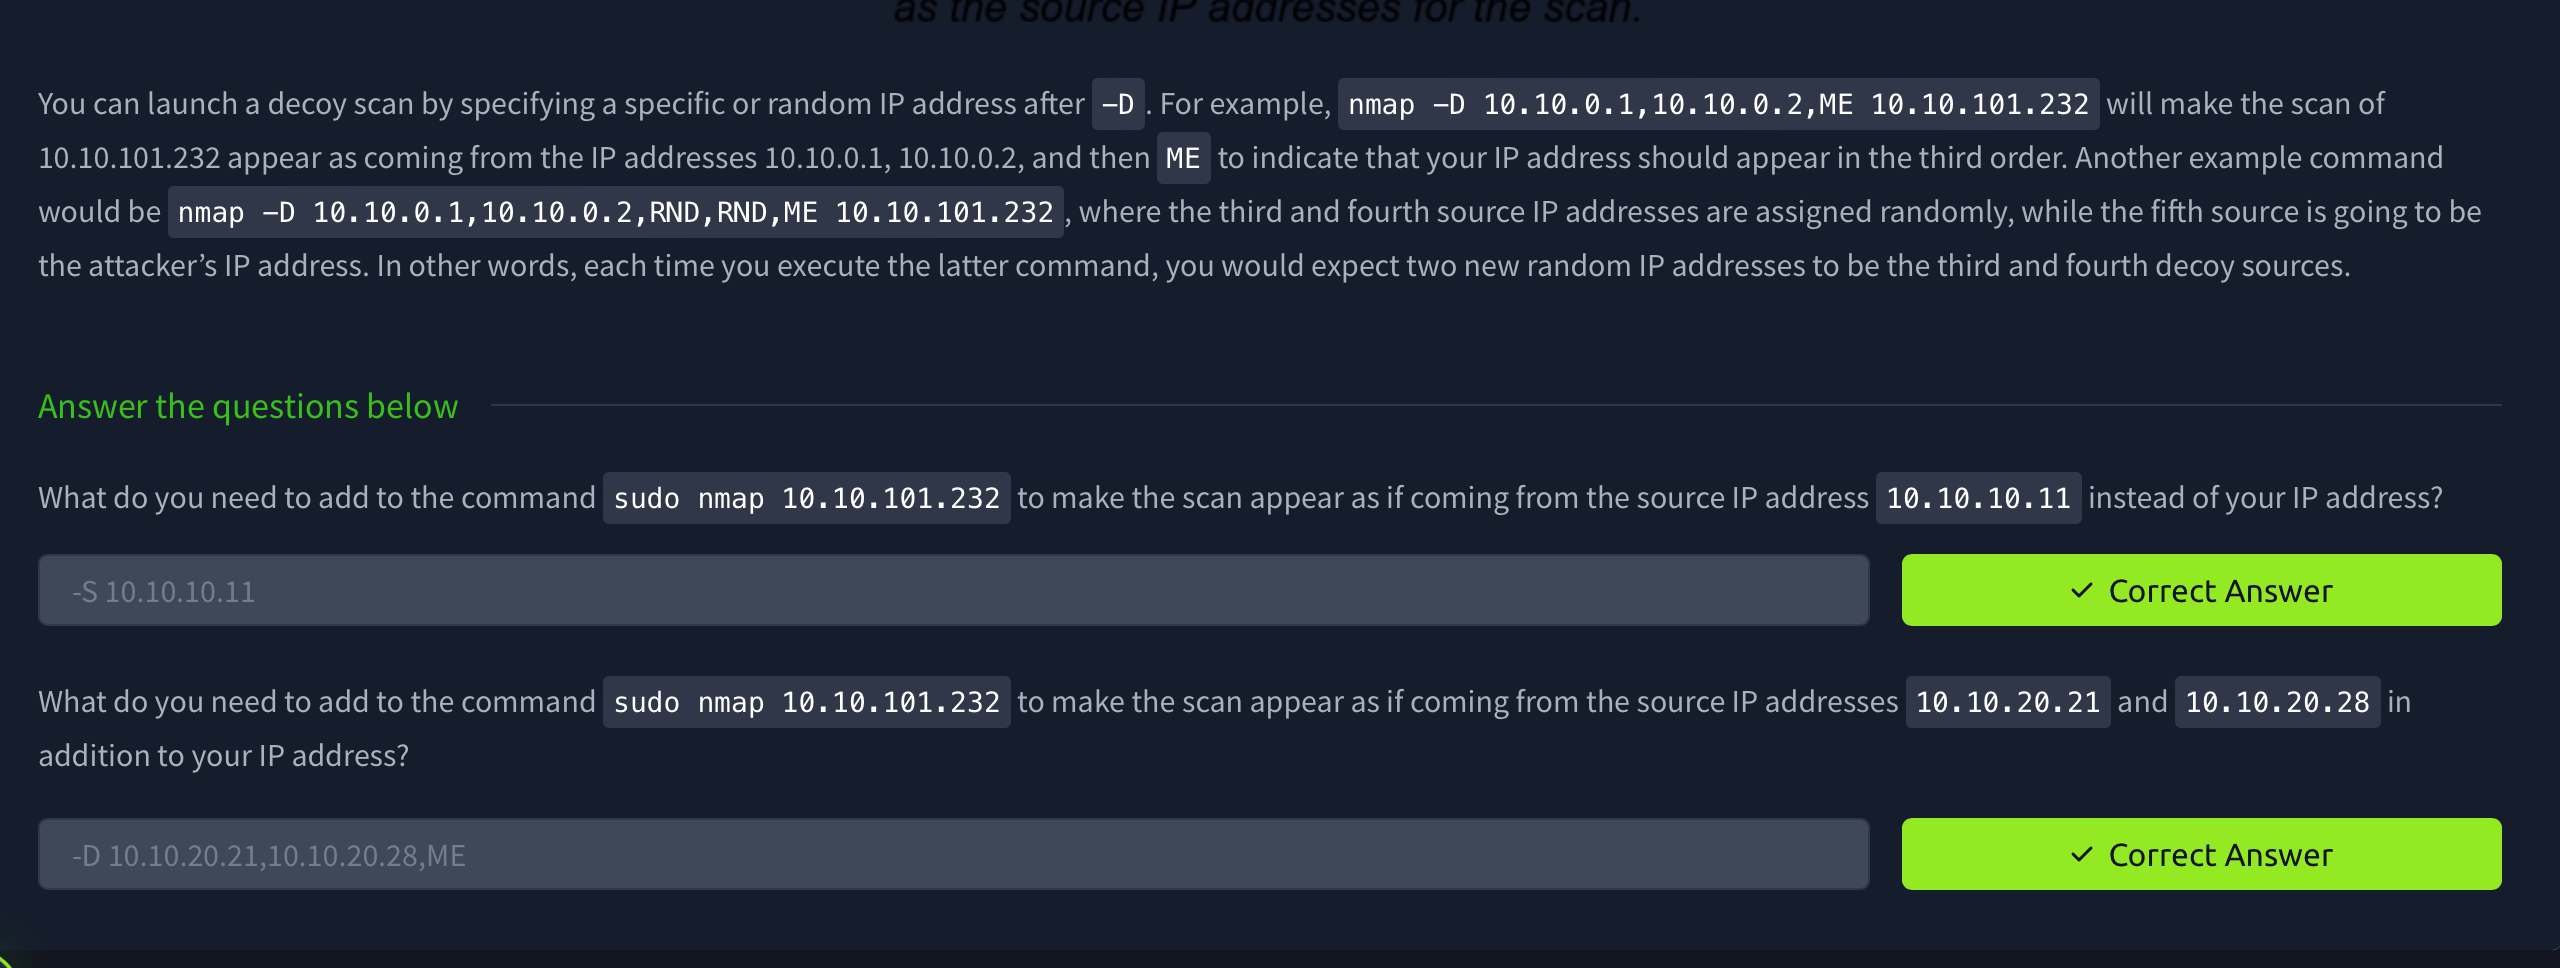 as the source IP addresses for the scan.
You can launch a decoy scan by specifying a specific or random IP address after -D. For example, nmap -D 10.10.0.1,10.10.0.2,ME 10.10.101.232 will make the scan of
10.10.101.232 appear as coming from the IP addresses 10.10.0.1, 10.10.0.2, and then ME to indicate that your IP address should appear in the third order. Another example command
would be nmap -D 10.10.0.1,10.10.0.2,RND,RND,ME 10.10.101.232, where the third and fourth source IP addresses are assigned randomly, while the fifth source is going to be
the attacker’s IP address. In other words, each time you execute the latter command, you would expect two new random IP addresses to be the third and fourth decoy sources.
Answer the questions below
What do you need to add to the command sudo nmap 10.10.101.232 to make the scan appear as if coming from the source IP address 10.10.10.11 instead of your IP address?
-S 10.10.10.11
✓ Correct Answer
What do you need to add to the command sudo nmap 10.10.101.232 to make the scan appear as if coming from the source IP addresses 10.10.20.21 and 10.10.20.28 in
addition to your IP address?
-D 10.10.20.21,10.10.20.28,ME
✓ Correct Answer